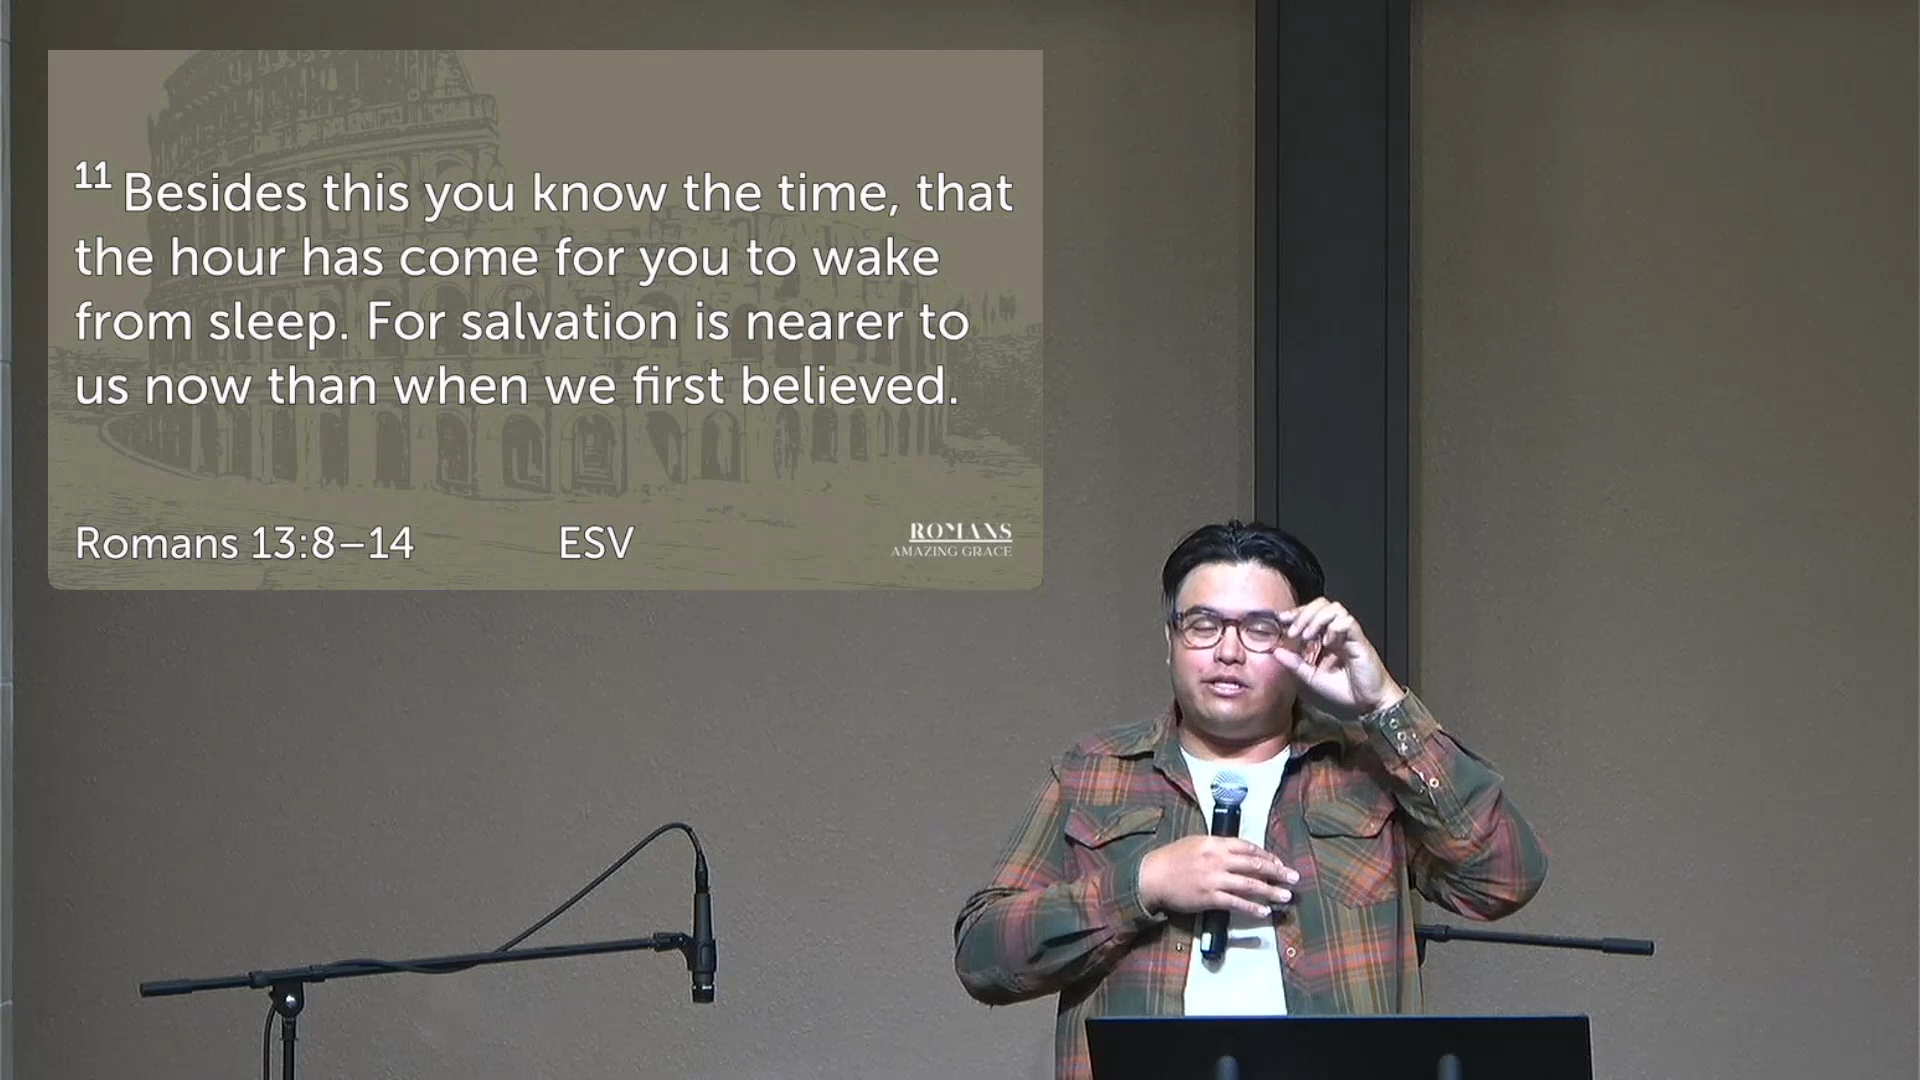 11 Besides this you know the time, that
the hour has come for you to wake
from sleep. For salvation is nearer to
us now than when we first believed.
Romans 13:8–14 ESV
ROMANS
AMAZING GRACE